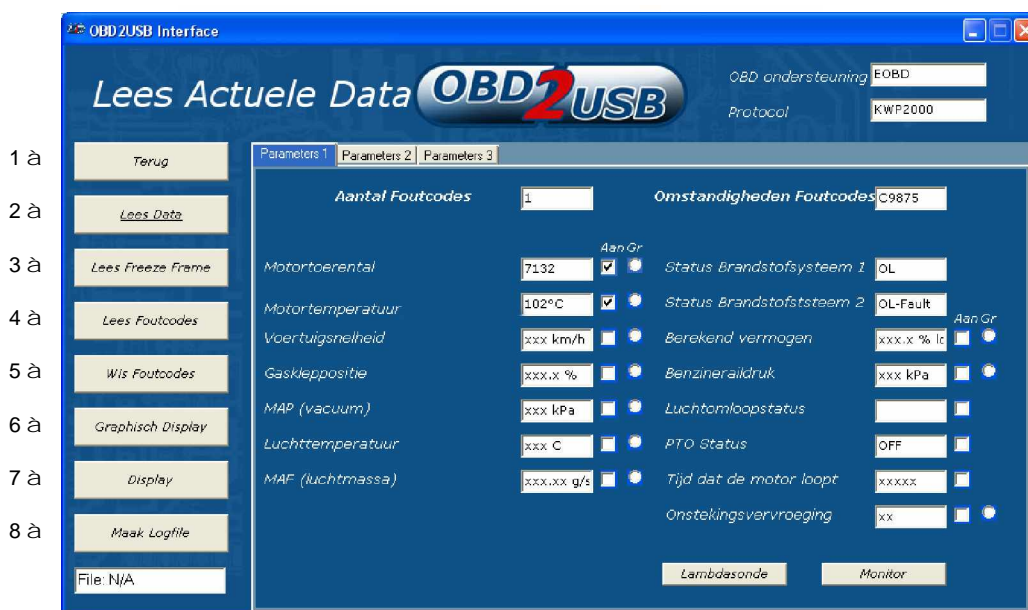 OBD2USB Interface
Lees Actuele Data
OBD2USB
OBD ondersteuning EOBD
Protocol KWP2000
1 à Terug
2 à Lees Data
3 à Lees Freeze Frame
4 à Lees Foutcodes
5 à Wis Foutcodes
6 à Graphisch Display
7 à Display
8 à Maak Logfile
File: N/A
Parameters 1 Parameters 2 Parameters 3
Aantal Foutcodes 1
Aan Gr
Motortoerental 7132
Motortemperatuur 102°C
Voertuigsnelheid xxx km/h
Gaskleppositie xxx.x %
MAP (vacuum) xxx kPa
Luchttemperatuur xxx C
MAF (luchtmassa) xxx.xx g/s
Omstandigheden Foutcodes C9875
Status Brandstofsysteem 1 OL
Status Brandstofststeem 2 OL-Fault
Aan Gr
Berekend vermogen xxx.x % lc
Benzineraildruk xxx kPa
Luchtomloopstatus
PTO Status OFF
Tijd dat de motor loopt xxxxx
Onstekingsvervroeging xx
Lambdasonde Monitor